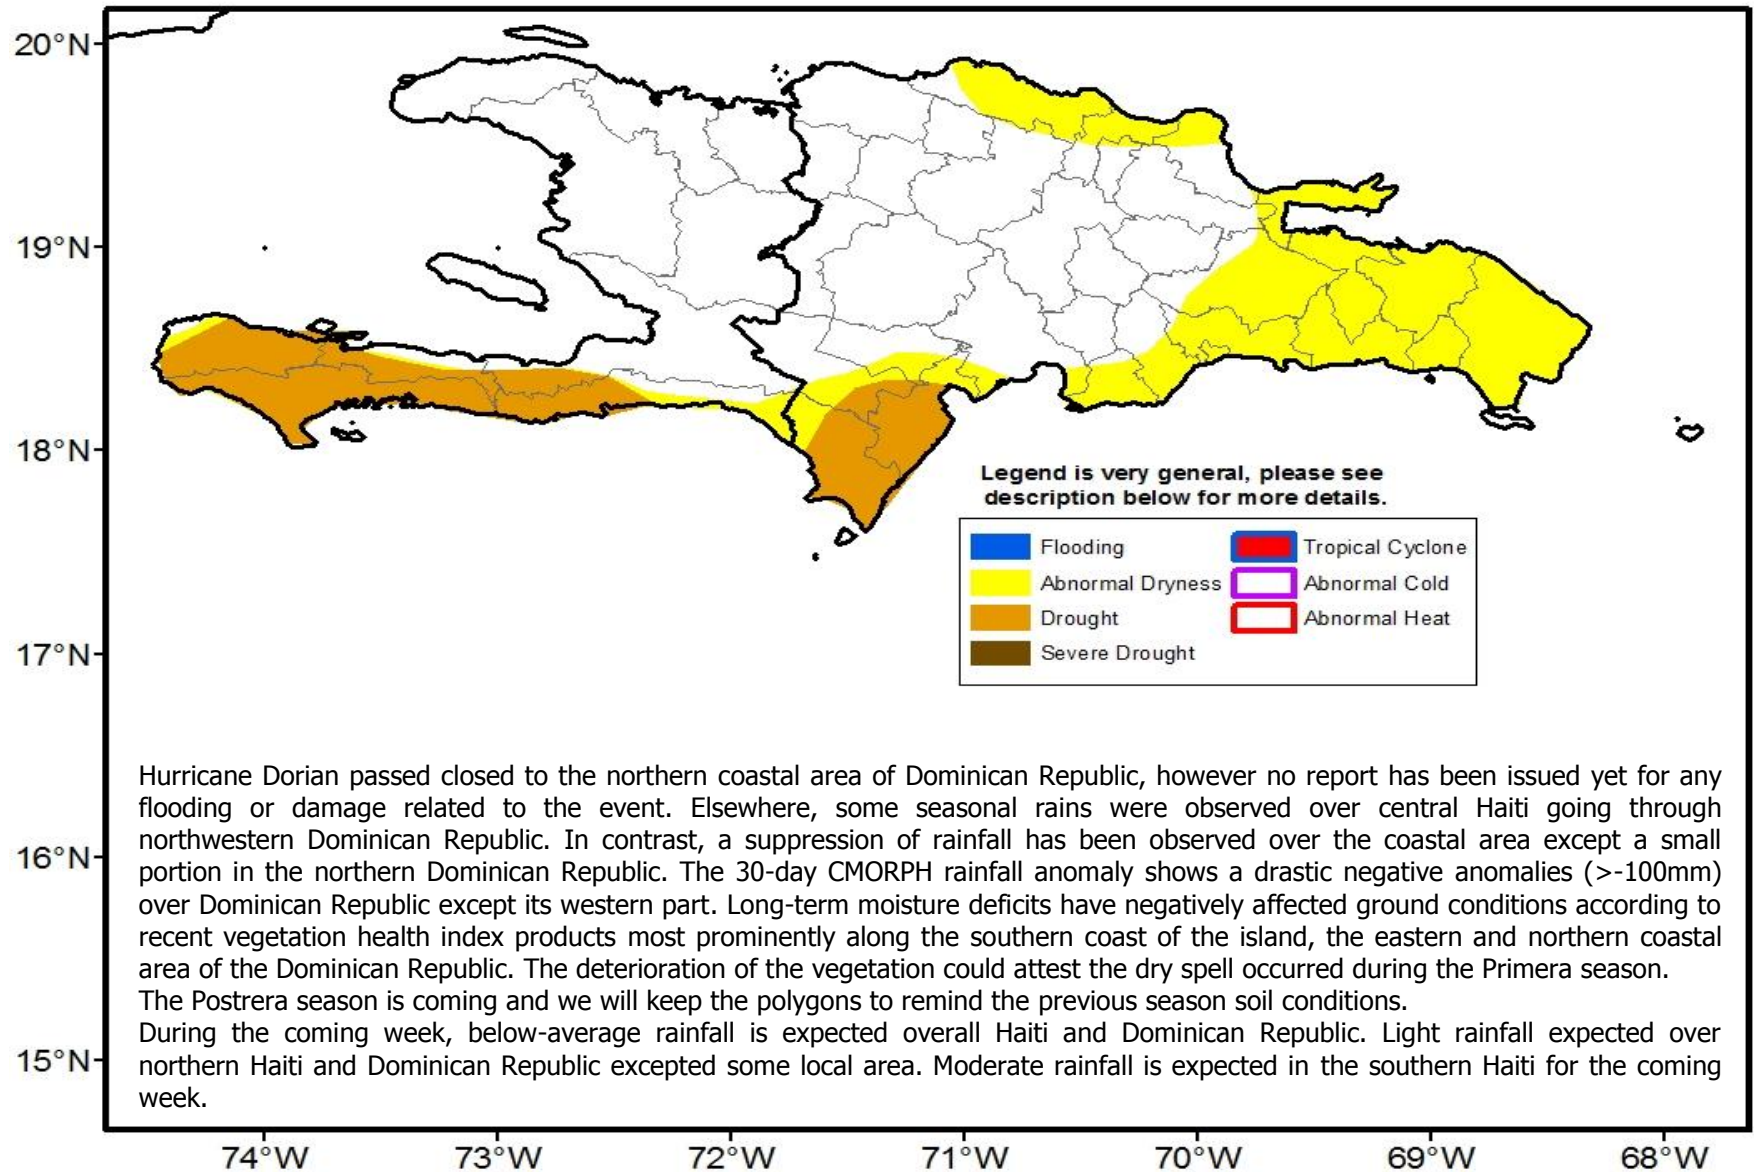 20°N
19°N
18°N
17°N
16°N
15°N
Legend is very general, please see
description below for more details.
Flooding
Tropical Cyclone
Abnormal Dryness
Abnormal Cold
Drought
Abnormal Heat
Severe Drought
Hurricane Dorian passed closed to the northern coastal area of Dominican Republic, however no report has been issued yet for any
flooding or damage related to the event. Elsewhere, some seasonal rains were observed over central Haiti going through
northwestern Dominican Republic. In contrast, a suppression of rainfall has been observed over the coastal area except a small
portion in the northern Dominican Republic. The 30-day CMORPH rainfall anomaly shows a drastic negative anomalies (>-100mm)
over Dominican Republic except its western part. Long-term moisture deficits have negatively affected ground conditions according to
recent vegetation health index products most prominently along the southern coast of the island, the eastern and northern coastal
area of the Dominican Republic. The deterioration of the vegetation could attest the dry spell occurred during the Primera season.
The Postrera season is coming and we will keep the polygons to remind the previous season soil conditions.
During the coming week, below-average rainfall is expected overall Haiti and Dominican Republic. Light rainfall expected over
northern Haiti and Dominican Republic excepted some local area. Moderate rainfall is expected in the southern Haiti for the coming
week.
74°W
73°W
72°W
71°W
70°W
69°W
68°W